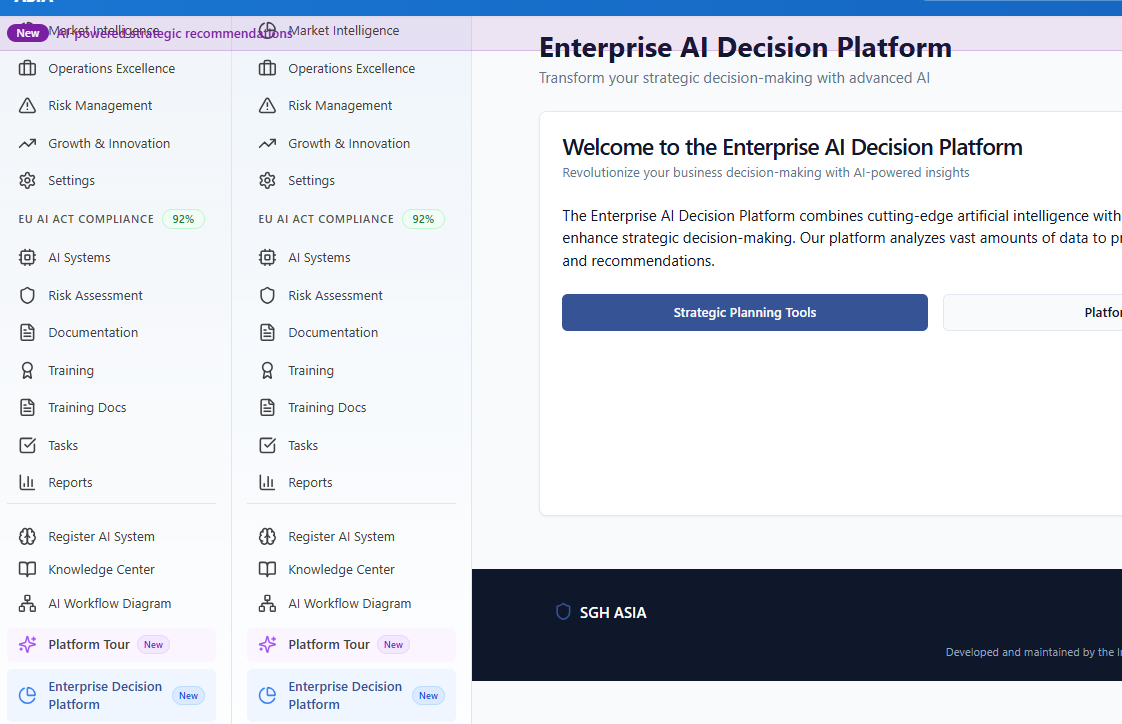 ASIA
New AI-powered strategic recommendations
Market Intelligence
Operations Excellence
Risk Management
Growth & Innovation
Settings
EU AI ACT COMPLIANCE 92%
AI Systems
Risk Assessment
Documentation
Training
Training Docs
Tasks
Reports
Register AI System
Knowledge Center
AI Workflow Diagram
Platform Tour New
Enterprise Decision
Platform New
Market Intelligence
Operations Excellence
Risk Management
Growth & Innovation
Settings
EU AI ACT COMPLIANCE 92%
AI Systems
Risk Assessment
Documentation
Training
Training Docs
Tasks
Reports
Register AI System
Knowledge Center
AI Workflow Diagram
Platform Tour New
Enterprise Decision
Platform New
Enterprise AI Decision Platform
Transform your strategic decision-making with advanced AI
Welcome to the Enterprise AI Decision Platform
Revolutionize your business decision-making with AI-powered insights
The Enterprise AI Decision Platform combines cutting-edge artificial intelligence with
enhance strategic decision-making. Our platform analyzes vast amounts of data to
and recommendations.
Strategic Planning Tools
SGH ASIA
Developed and maintained by the